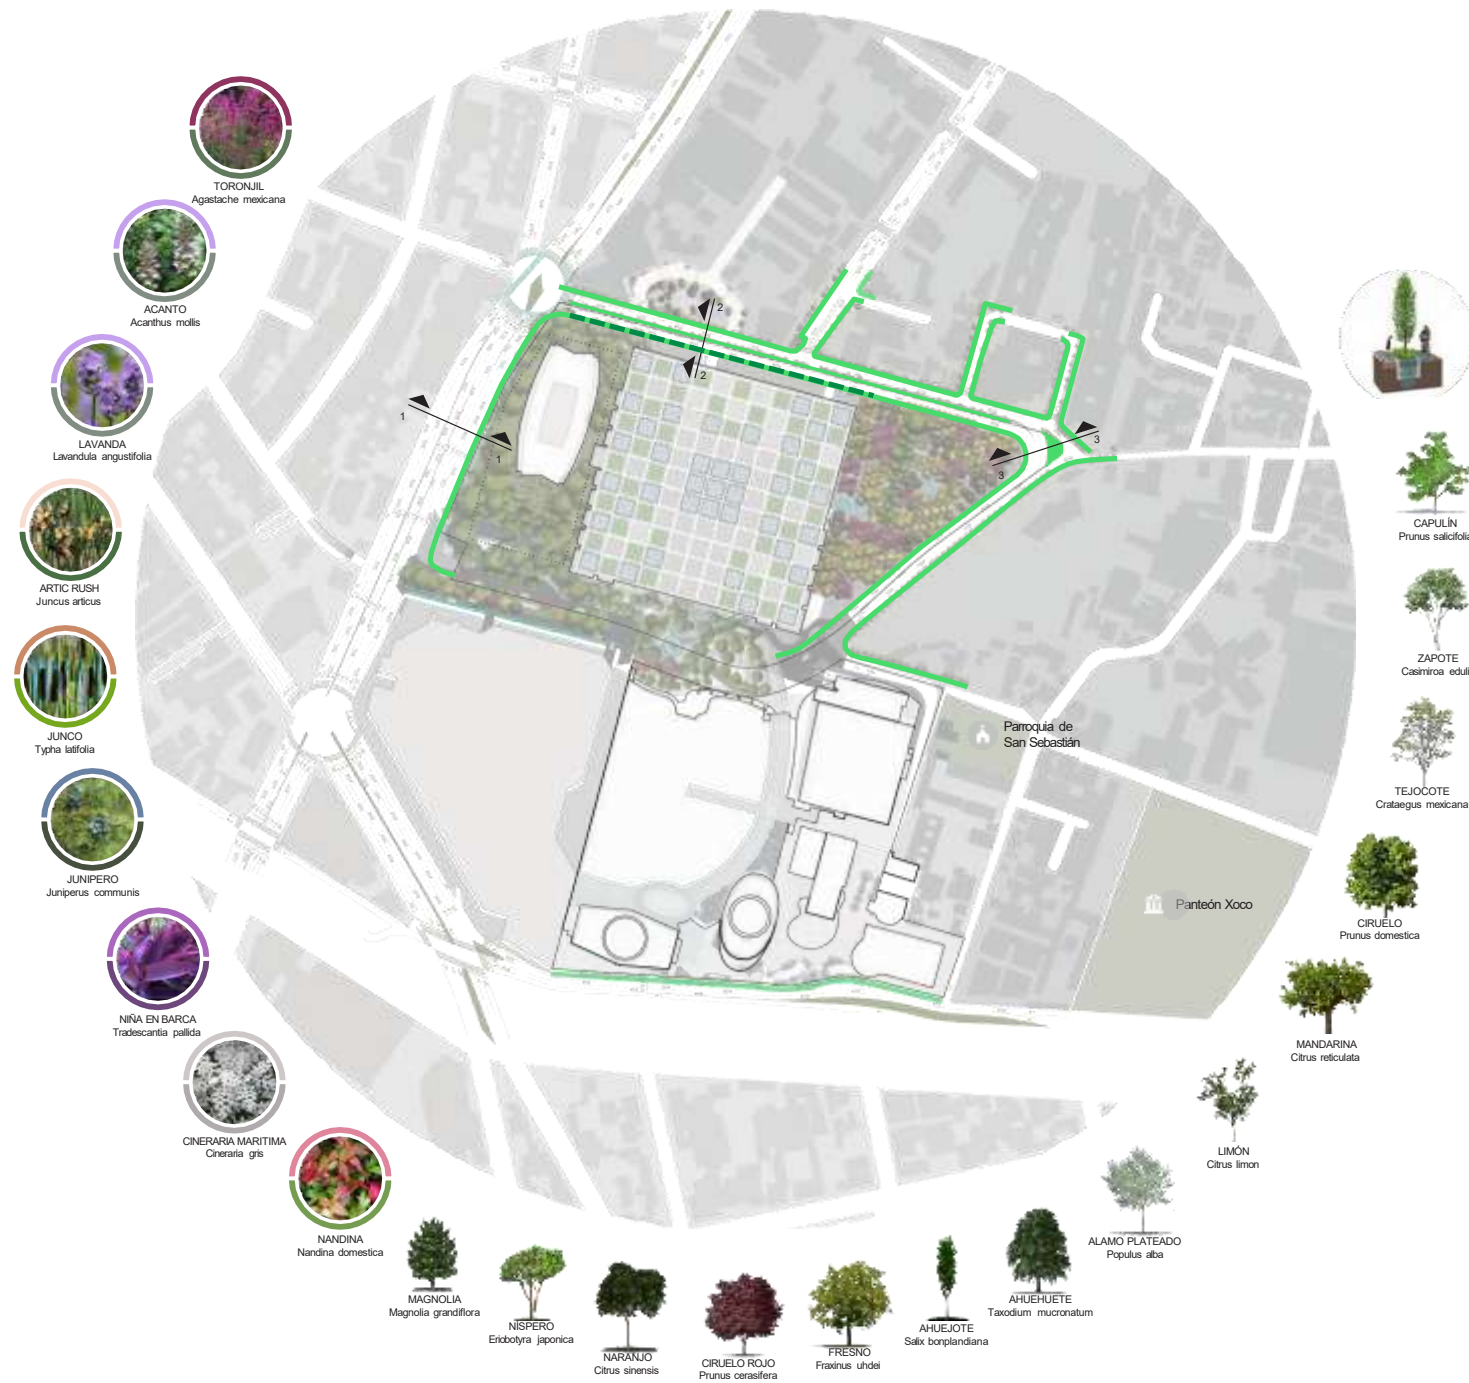 TORONJIL
Agastache mexicana
ACANTO
Acanthus mollis
LAVANDA
Lavandula angustifolia
ARTIC RUSH
Juncus articus
JUNCO
Typha latifolia
JUNIPERO
Juniperus communis
NIÑA EN BARCA
Tradescantia pallida
CINERARIA MARITIMA
Cineraria gris
NANDINA
Nandina domestica
MAGNOLIA
Magnolia grandiflora
NISPERO
Eriobotyra japonica
NARANJO
Citrus sinensis
CIRUELO ROJO
Prunus cerasifera
FRESNO
Fraxinus uhdei
AHUEJOTE
Salix bonplandiana
AHUEHUETE
Taxodium mucronatum
ALAMO PLATEADO
Populus alba
LIMÓN
Citrus limon
MANDARINA
Citrus reticulata
CIRUELO
Prunus domestica
TEJOCOTE
Crataegus mexicana
ZAPOTE
Casimiroa eduli
CAPULÍN
Prunus salicifolia
1
1
2
2
3
3
Parroquia de
San Sebastián
Panteón Xoco